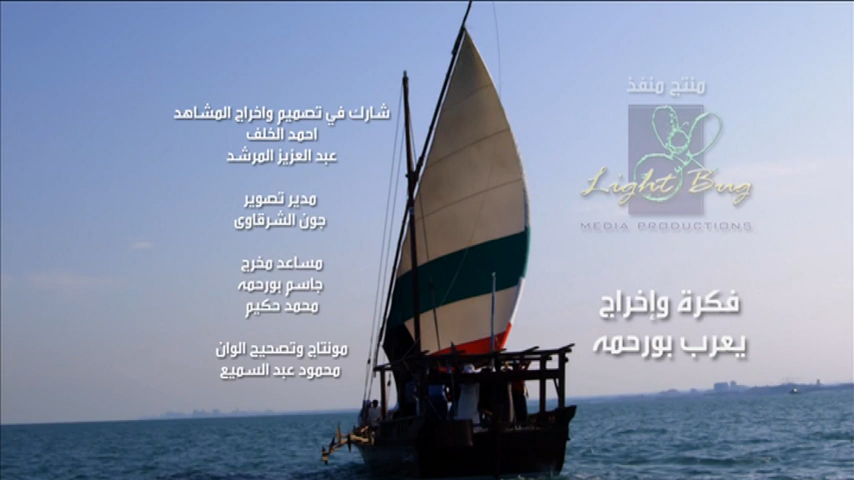 منتج منفذ
Light Bug
MEDIA PRODUCTIONS
فكرة وإخراج
يعرب بورحمه
شارك في تصميم واخراج المشاهد
احمد الخلف
عبد العزيز المرشد
مدير تصوير
جون الشرقاوى
مساعد مخرج
جاسم بورحمه
محمد حكيم
مونتاج وتصحيح الوان
محمود عبد السميع